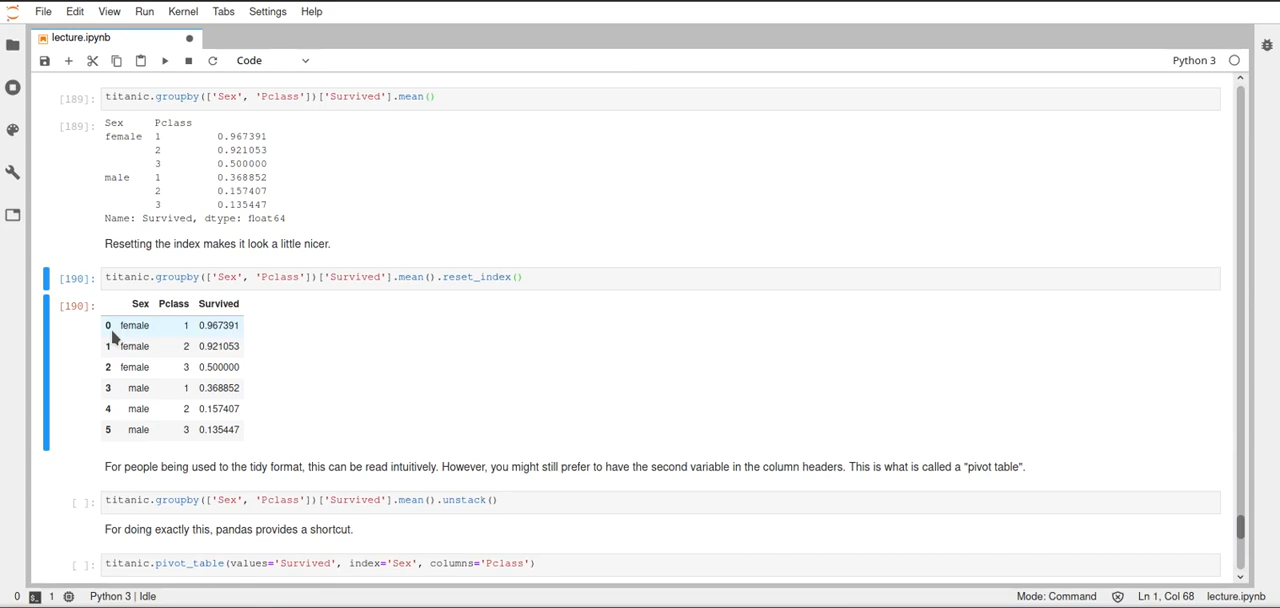 File Edit View Run Kernel Tabs Settings Help
lecture.ipynb
Code
Python 3
[189]: titanic.groupby(['Sex', 'Pclass'])['Survived'].mean()
[189]: Sex Pclass
female 1 0.967391
2 0.921053
3 0.500000
male 1 0.368852
2 0.157407
3 0.135447
Name: Survived, dtype: float64
Resetting the index makes it look a little nicer.
[190]: titanic.groupby(['Sex', 'Pclass'])['Survived'].mean().reset_index()
[190]: Sex Pclass Survived
0 female 1 0.967391
1 female 2 0.921053
2 female 3 0.500000
3 male 1 0.368852
4 male 2 0.157407
5 male 3 0.135447
For people being used to the tidy format, this can be read intuitively. However, you might still prefer to have the second variable in the column headers. This is what is called a "pivot table".
[ ]: titanic.groupby(['Sex', 'Pclass'])['Survived'].mean().unstack()
For doing exactly this, pandas provides a shortcut.
[ ]: titanic.pivot_table(values='Survived', index='Sex', columns='Pclass')
0 1 Python 3 | Idle Mode: Command Ln 1, Col 68 lecture.ipynb